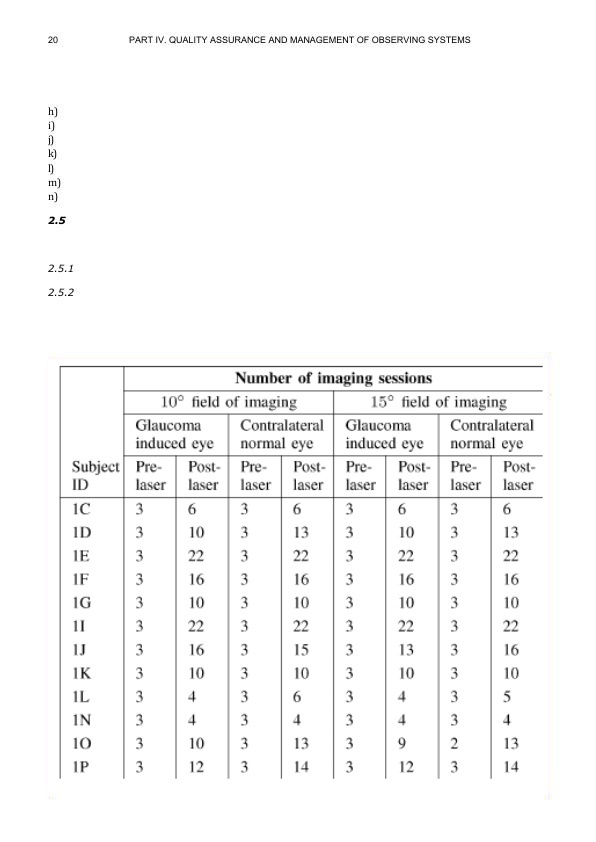 20 PART IV. QUALITY ASSURANCE AND MANAGEMENT OF OBSERVING SYSTEMS
h)
i)
j)
k)
l)
m)
n)
2.5
2.5.1
2.5.2
Number of imaging sessions
10° field of imaging 15° field of imaging
Glaucoma Contralateral Glaucoma Contralateral
induced eye normal eye induced eye normal eye
Subject Pre- Post- Pre- Post- Pre- Post- Pre- Post-
ID laser laser laser laser laser laser laser laser
1C 3 6 3 6 3 6 3 6
1D 3 10 3 13 3 10 3 13
1E 3 22 3 22 3 22 3 22
1F 3 16 3 16 3 16 3 16
1G 3 10 3 10 3 10 3 10
1I 3 22 3 22 3 22 3 22
1J 3 16 3 15 3 13 3 16
1K 3 10 3 10 3 10 3 10
1L 3 4 3 6 3 4 3 5
1N 3 4 3 4 3 4 3 4
1O 3 10 3 13 3 9 2 13
1P 3 12 3 14 3 12 3 14